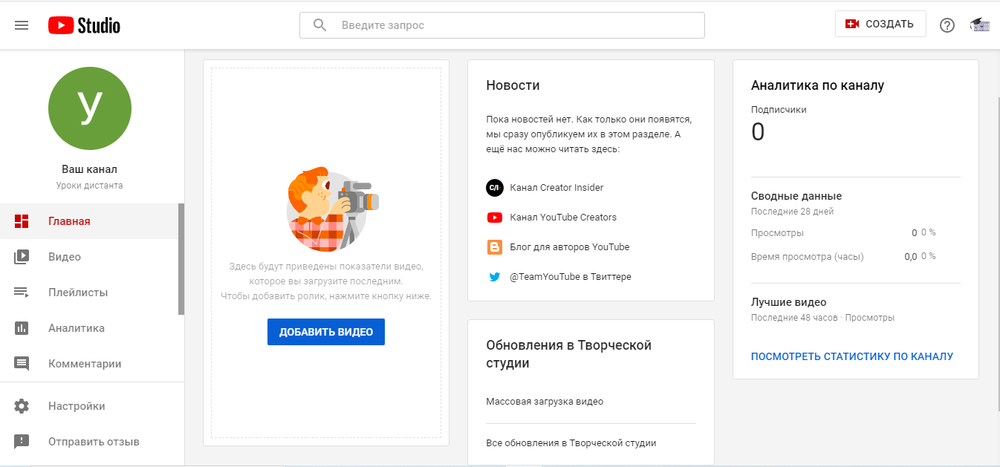 Studio
Введите запрос
СОЗДАТЬ
У
Ваш канал
Уроки дистанта
Главная
Видео
Плейлисты
Аналитика
Комментарии
Настройки
Отправить отзыв
Здесь будут приведены показатели видео,
которое вы загрузите последним.
Чтобы добавить ролик, нажмите кнопку ниже.
ДОБАВИТЬ ВИДЕО
Новости
Пока новостей нет. Как только они появятся,
мы сразу опубликуем их в этом разделе. А
ещё нас можно читать здесь:
C/I Канал Creator Insider
Канал YouTube Creators
Блог для авторов YouTube
@TeamYouTube в Твиттере
Обновления в Творческой
студии
Массовая загрузка видео
Все обновления в Творческой студии
Аналитика по каналу
Подписчики
0
Сводные данные
Последние 28 дней
Просмотры 0 0 %
Время просмотра (часы) 0,0 0 %
Лучшие видео
Последние 48 часов · Просмотры
ПОСМОТРЕТЬ СТАТИСТИКУ ПО КАНАЛУ